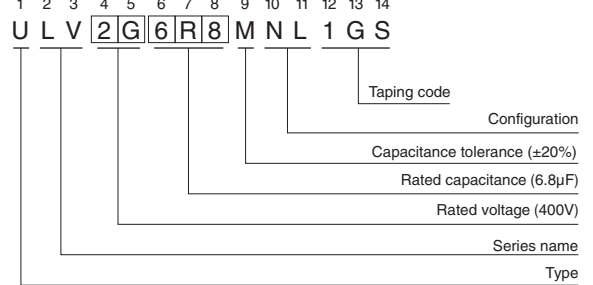 1 2 3 4 5 6 7 8 9 10 11 12 13 14
U L V 2 G 6 R 8 M N L 1 G S
Taping code
Configuration
Capacitance tolerance (±20%)
Rated capacitance (6.8µF)
Rated voltage (400V)
Series name
Type